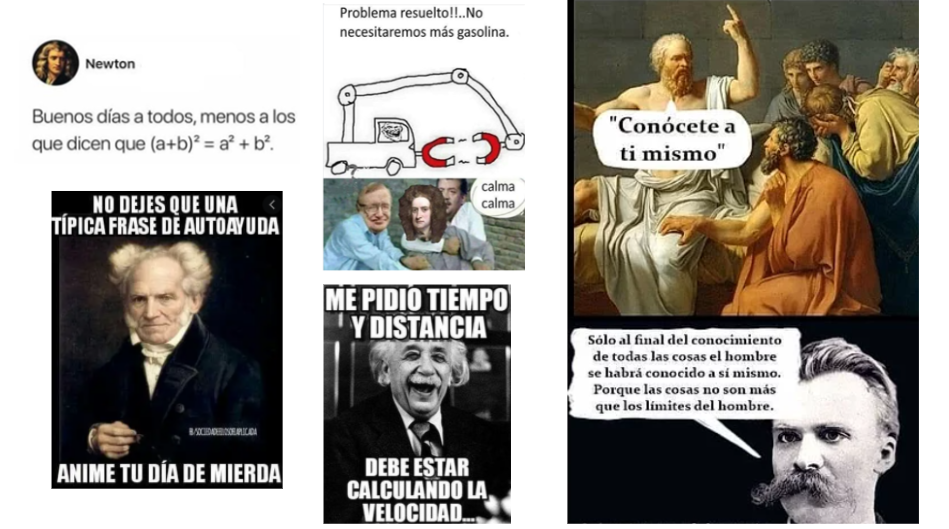 Newton
Buenos días a todos, menos a los
que dicen que (a+b)² = a² + b².
NO DEJES QUE UNA
TÍPICA FRASE DE AUTOAYUDA
FB/SOCIEDADFILOSOFIAAPLICADA
ANIME TU DÍA DE MIERDA
Problema resuelto!!..No
necesitaremos más gasolina.
calma
calma
ME PIDIÓ TIEMPO
Y DISTANCIA
DEBE ESTAR
CALCULANDO LA
VELOCIDAD...
"Conócete a
ti mismo"
Sólo al final del conocimiento
de todas las cosas el hombre
se habrá conocido a sí mismo.
Porque las cosas no son más
que los límites del hombre.